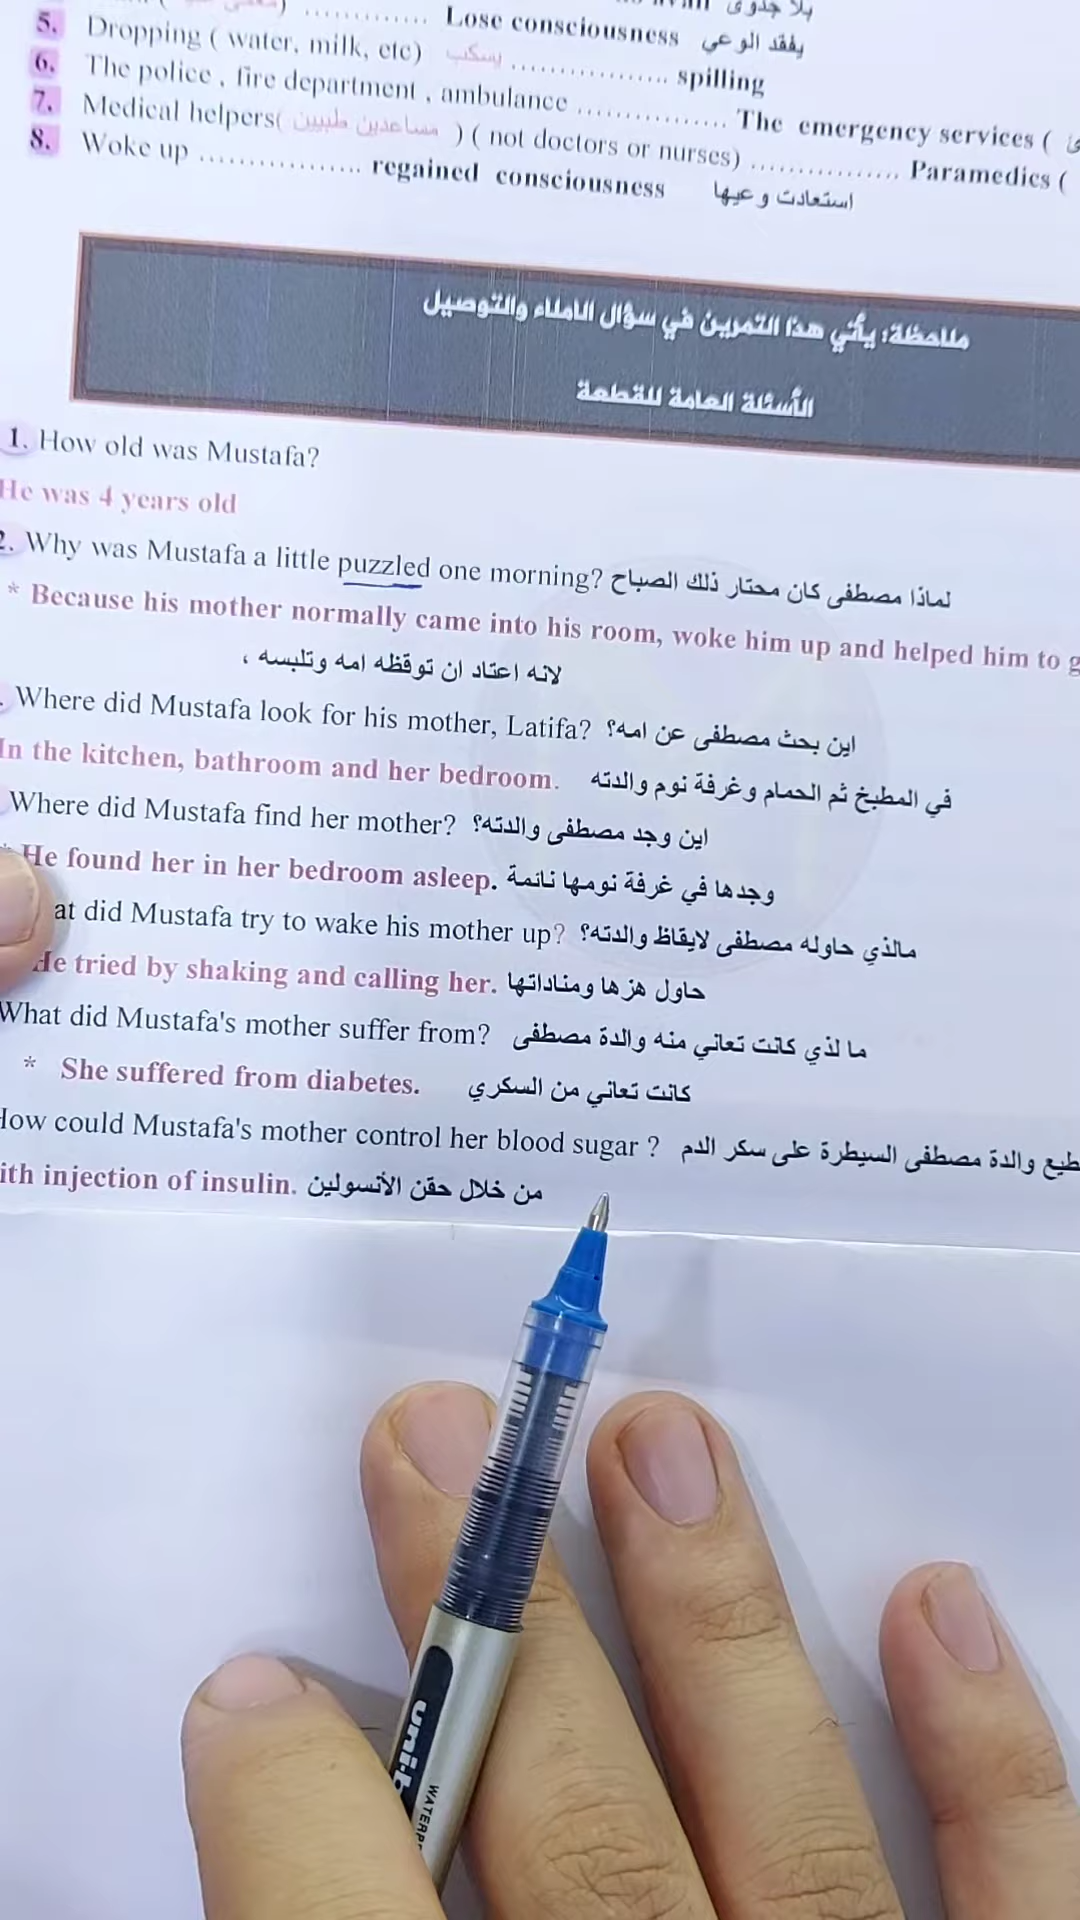 بلا جدوى
5. Dropping ( water, milk, etc) يسكب ................. spilling
............. Lose consciousness يفقد الوعي
6. The police , fire department , ambulance ................ The emergency services (
7. Medical helpers( مساعدين طبيين ) ( not doctors or nurses) ................ Paramedics (
8. Woke up ................. regained consciousness استعادت وعيها
ملاحظة: يأتي هذا التمرين في سؤال الاملاء والتوصيل
الأسئلة العامة للقطعة
1. How old was Mustafa?
He was 4 years old
2. Why was Mustafa a little puzzled one morning? لماذا مصطفى كان محتار ذلك الصباح
* Because his mother normally came into his room, woke him up and helped him to
لانه اعتاد ان توقظه امه وتلبسه ،
. Where did Mustafa look for his mother, Latifa? اين بحث مصطفى عن امه؟
In the kitchen, bathroom and her bedroom. في المطبخ ثم الحمام وغرفة نوم والدته
Where did Mustafa find her mother? اين وجد مصطفى والدته؟
He found her in her bedroom asleep. وجدها في غرفة نومها نائمة
at did Mustafa try to wake his mother up? مالذي حاوله مصطفى لايقاظ والدته؟
He tried by shaking and calling her. حاول هزها ومناداتها
What did Mustafa's mother suffer from? ما لذي كانت تعاني منه والدة مصطفى
* She suffered from diabetes. كانت تعاني من السكري
How could Mustafa's mother control her blood sugar ? طيع والدة مصطفى السيطرة على سكر الدم
ith injection of insulin. من خلال حقن الأنسولين
uni-b
WATERP